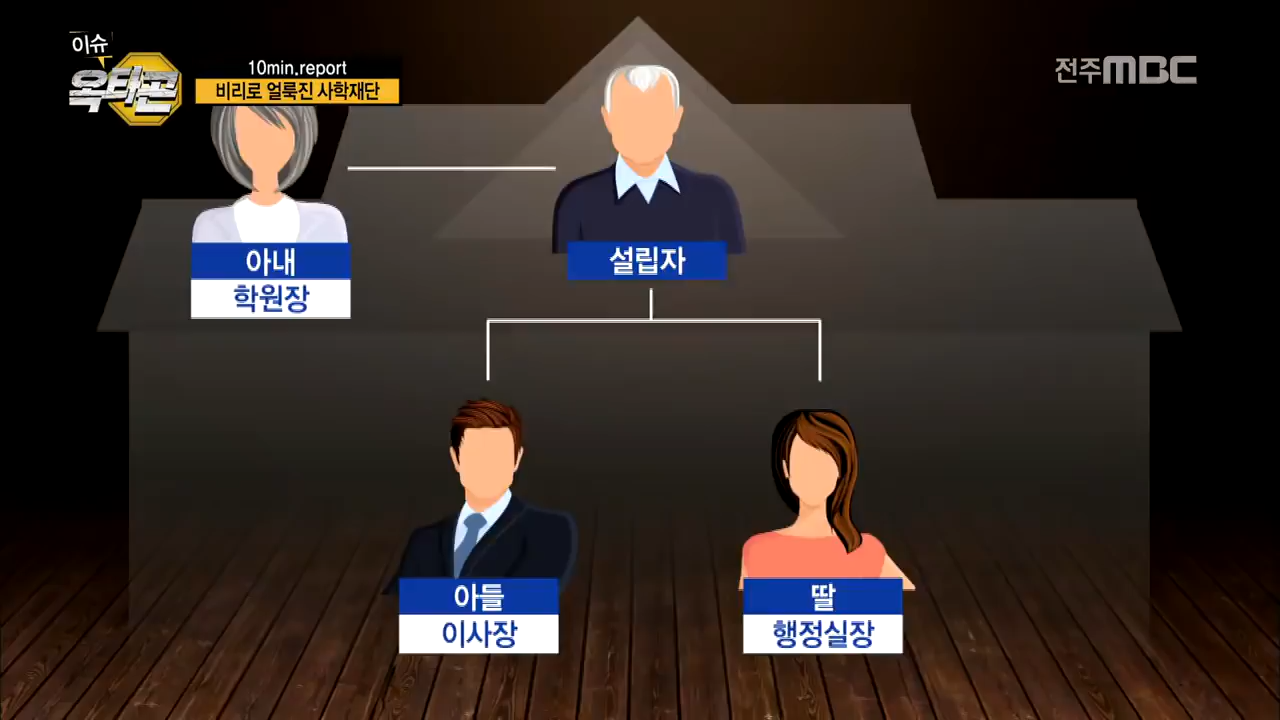 이슈
옥타곤
10min.report
비리로 얼룩진 사학재단
전주MBC
아내
학원장
설립자
아들
이사장
딸
행정실장